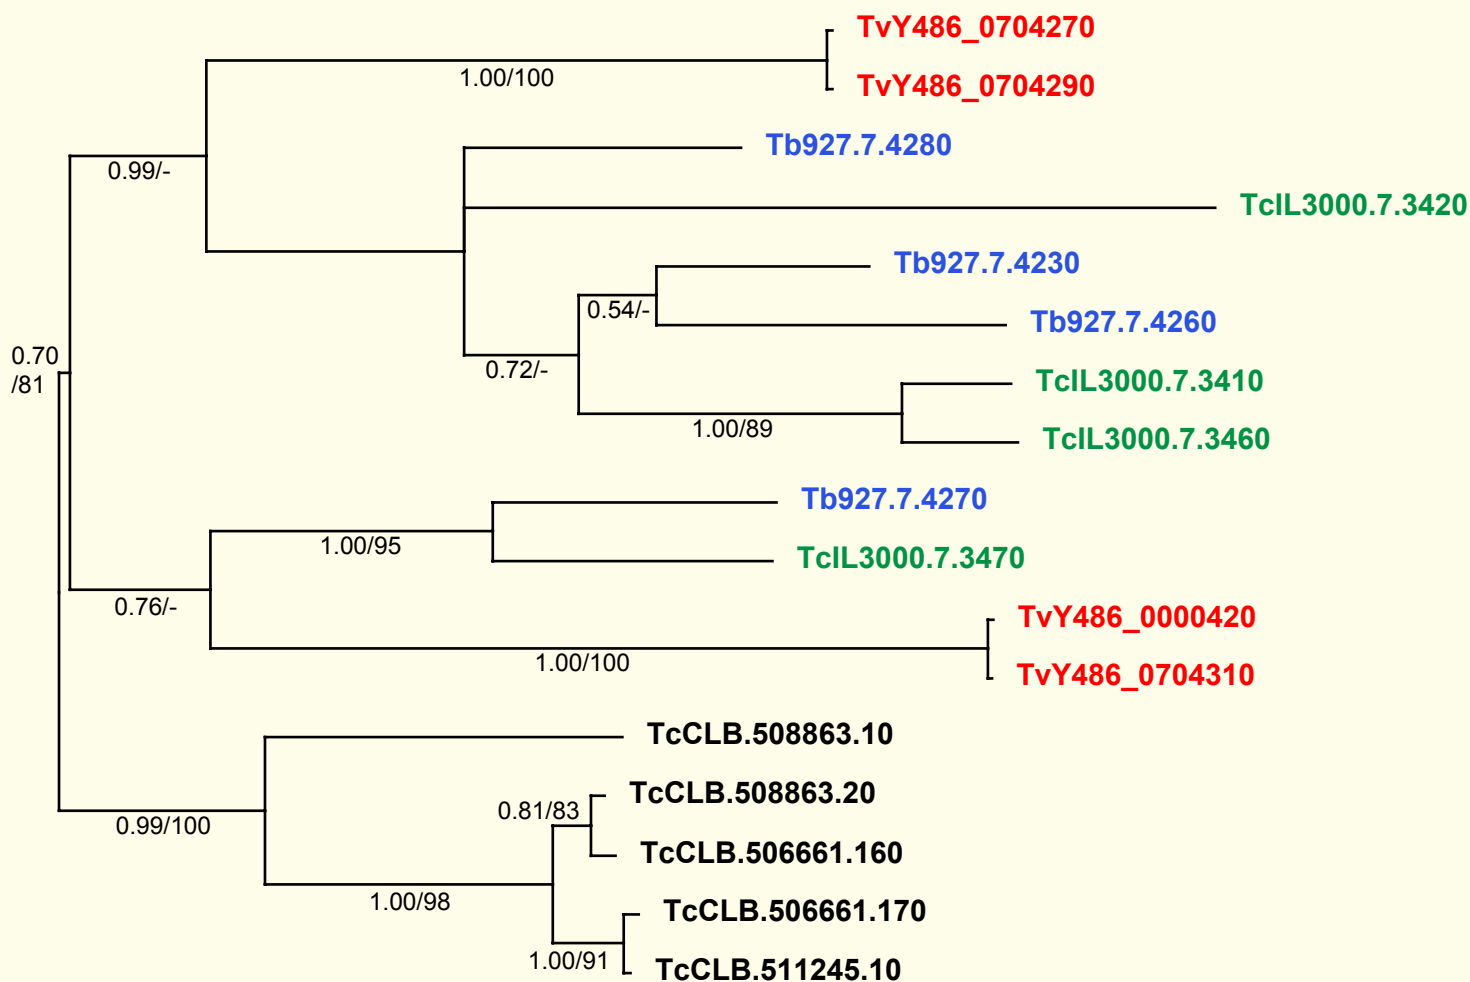 TvY486_0704270
1.00/100
TvY486_0704290
Tb927.7.4280
0.99/-
TcIL3000.7.3420
Tb927.7.4230
0.54/-
Tb927.7.4260
0.70
/81
0.72/-
TcIL3000.7.3410
1.00/89
TcIL3000.7.3460
Tb927.7.4270
1.00/95
TcIL3000.7.3470
0.76/-
TvY486_0000420
1.00/100
TvY486_0704310
TcCLB.508863.10
TcCLB.508863.20
0.81/83
0.99/100
TcCLB.506661.160
1.00/98
TcCLB.506661.170
1.00/91
TcCLB.511245.10